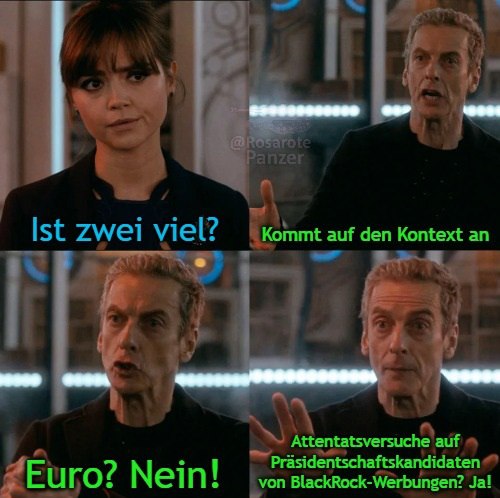 Ist zwei viel?
@Rosarote
Panzer
Kommt auf den Kontext an
Euro? Nein!
Attentatsversuche auf
Präsidentschaftskandidaten
von BlackRock-Werbungen? Ja!